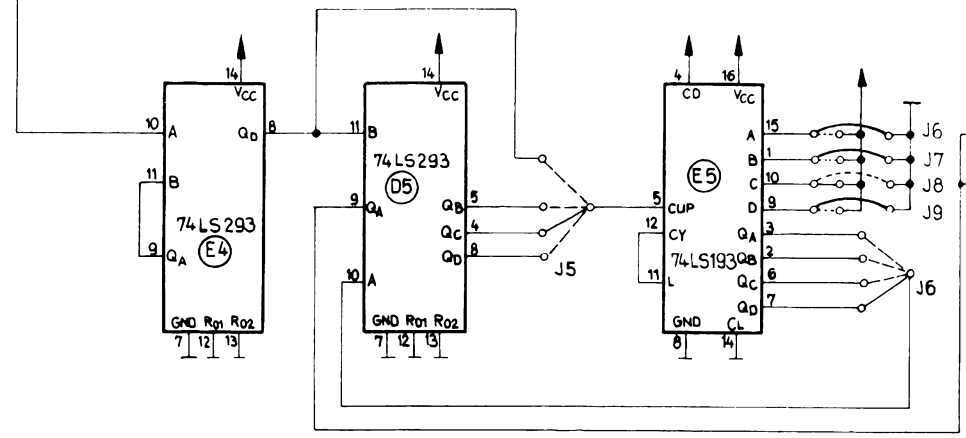 14
VCC
10 A QD 8
11 B
74LS293
E4
9 QA
GND R01 R02
7 12 13
14
VCC
11 B
74LS293
D5
9 QA QB 5
QC 4
QD 8
10 A
GND R01 R02
7 12 13
J5
4 16
CD VCC
A 15
B 1
E5
C 10
5 CUP D 9
12 CY QA 3
74LS193 QB 2
11 L QC 6
QD 7
GND CL
8 14
J6
J7
J8
J9
J6